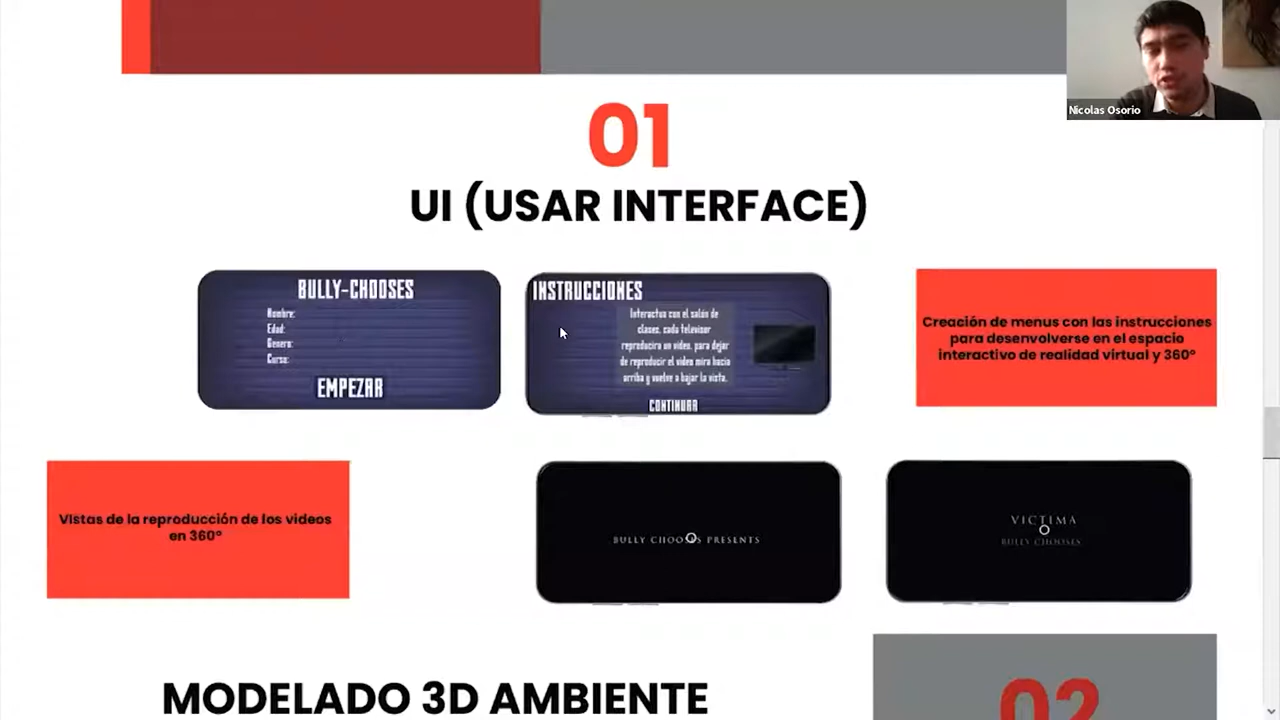 Nicolas Osorio
01
UI (USAR INTERFACE)
BULLY-CHOOSES
Nombre:
Edad:
Genero:
Curso:
EMPEZAR
INSTRUCCIONES
Interactua con el salón de
clases, cada televisor
reproducira un video, para dejar
de reproducir el video mira hacia
arriba y vuelve a bajar la vista.
CONTINUAR
Creación de menus con las instrucciones
para desenvolverse en el espacio
interactivo de realidad virtual y 360°
Vistas de la reproducción de los videos
en 360°
BULLY CHOOSES PRESENTS
VICTIMA
BULLY CHOOSES
MODELADO 3D AMBIENTE
02